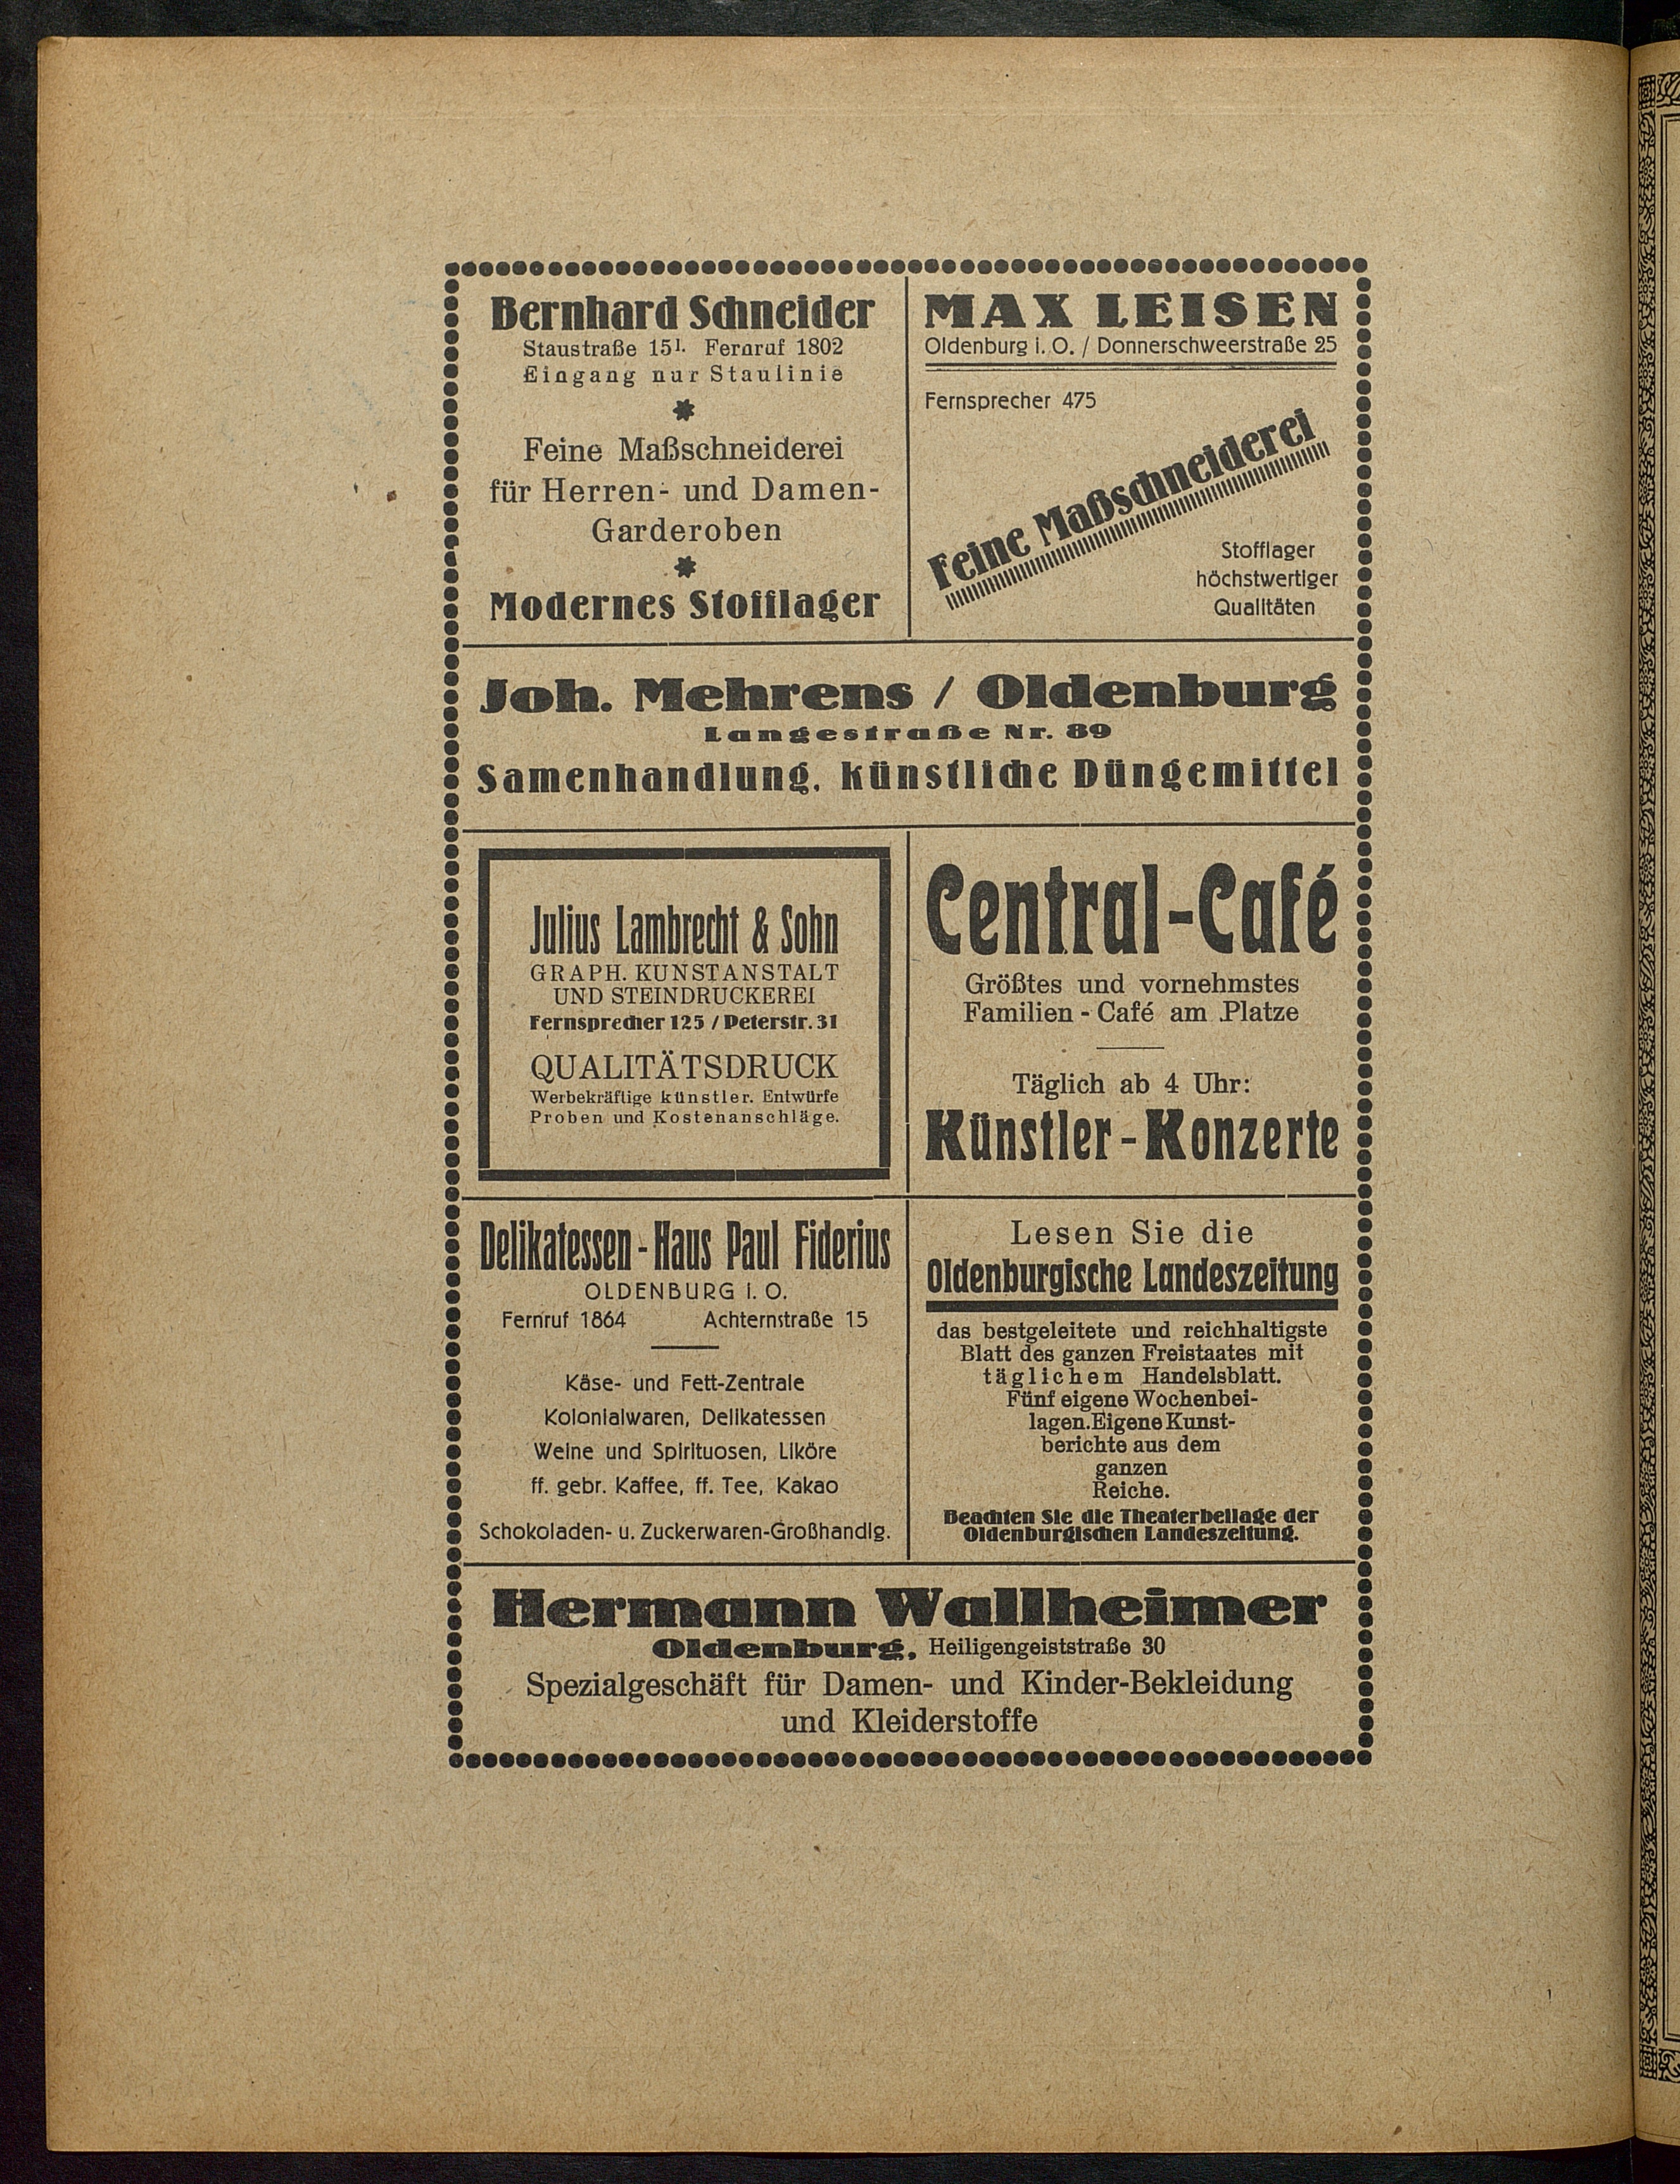 Bernhard Schneider
Staustraße 15¹. Fernruf 1802
Eingang nur Staulinie
Feine Maßschneiderei
für Herren- und Damen-
Garderoben
Modernes Stofflager
MAX LEISEN
Oldenburg i. O. / Donnerschweerstraße 25
Fernsprecher 475
Feine Maßschneiderei
Stofflager
höchstwertiger
Qualitäten
Joh. Mehrens / Oldenburg
Langestraße Nr. 89
Samenhandlung, künstliche Düngemittel
Julius Lambrecht & Sohn
GRAPH. KUNSTANSTALT
UND STEINDRUCKEREI
Fernsprecher 125 / Peterstr. 31
QUALITÄTSDRUCK
Werbekräftige künstler. Entwürfe
Proben und Kostenanschläge.
Central-Café
Größtes und vornehmstes
Familien-Café am Platze
Täglich ab 4 Uhr:
Künstler-Konzerte
Delikatessen-Haus Paul Fiderius
OLDENBURG I. O.
Fernruf 1864 Achternstraße 15
Käse- und Fett-Zentrale
Kolonialwaren, Delikatessen
Weine und Spirituosen, Liköre
ff. gebr. Kaffee, ff. Tee, Kakao
Schokoladen- u. Zuckerwaren-Großhandlg.
Lesen Sie die
Oldenburgische Landeszeitung
das bestgeleitete und reichhaltigste
Blatt des ganzen Freistaates mit
täglichem Handelsblatt.
Fünf eigene Wochenbei-
lagen. Eigene Kunst-
berichte aus dem
ganzen
Reiche.
Beachten Sie die Theaterbeilage der
Oldenburgischen Landeszeitung.
Hermann Wallheimer
Oldenburg, Heiligengeiststraße 30
Spezialgeschäft für Damen- und Kinder-Bekleidung
und Kleiderstoffe